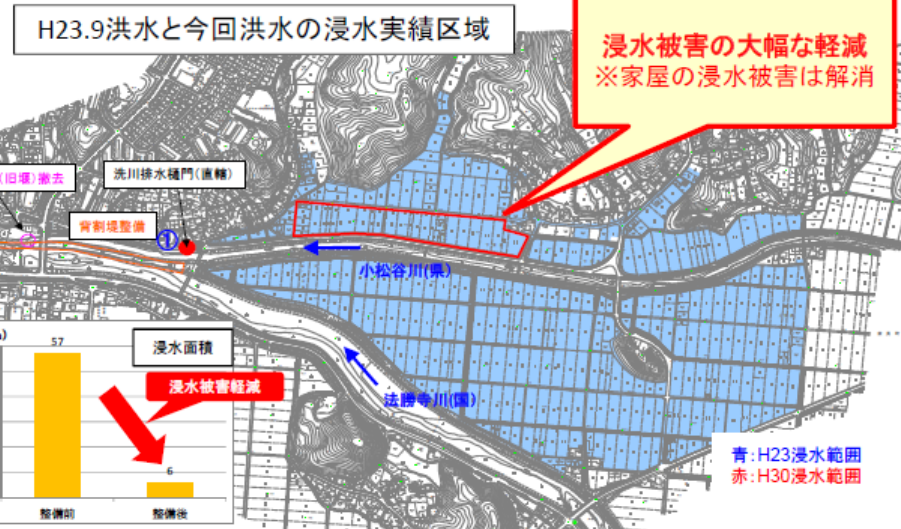 H23.9洪水と今回洪水の浸水実績区域
浸水被害の大幅な軽減
※家屋の浸水被害は解消
(旧堰)撤去
洗川排水樋門(直轄)
背割堤整備
①
小松谷川(県)
法勝寺川(国)
浸水面積
57
浸水被害軽減
6
整備前
整備後
青:H23浸水範囲
赤:H30浸水範囲